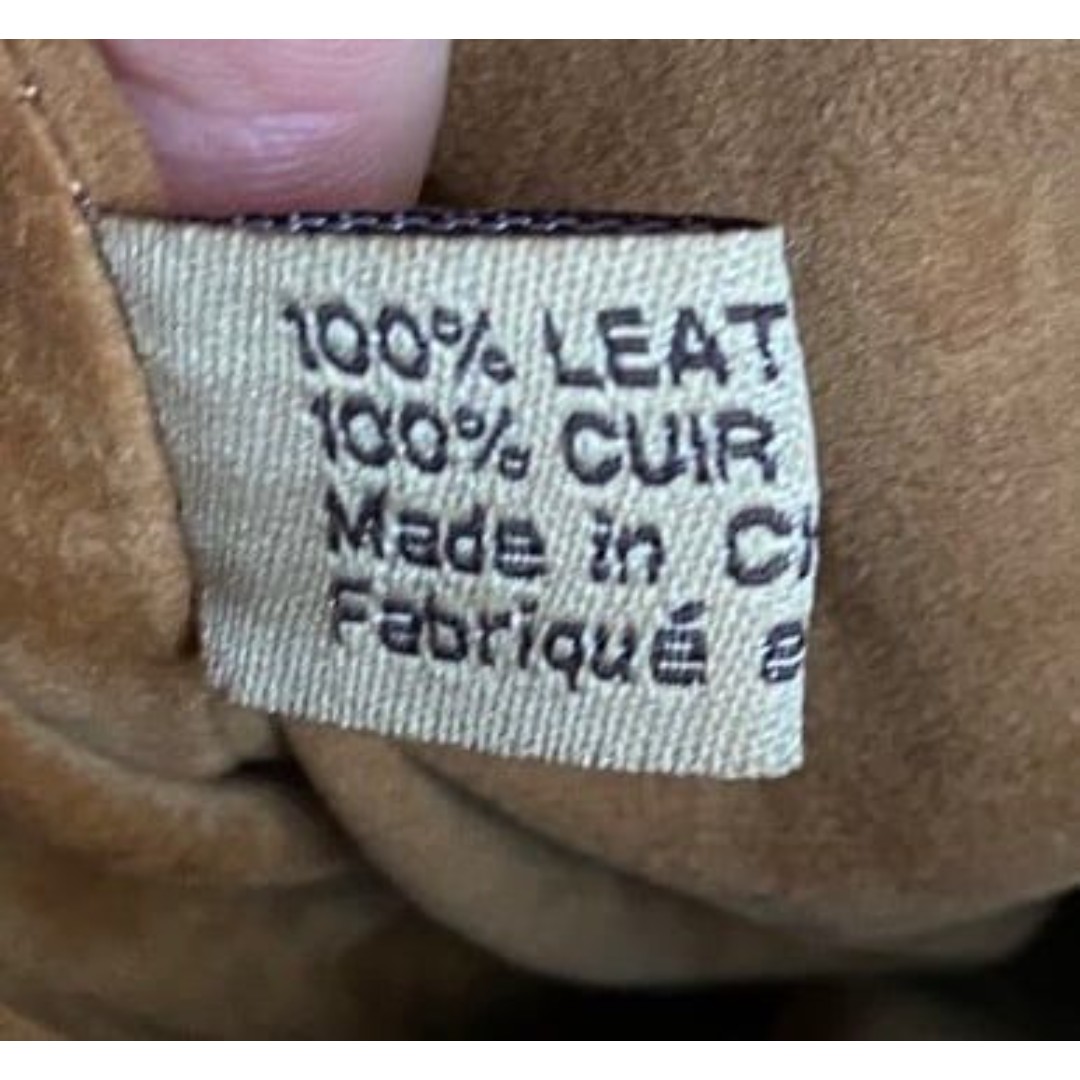 100% LEAT
100% CUIR
Made in CH
Fabriqué e